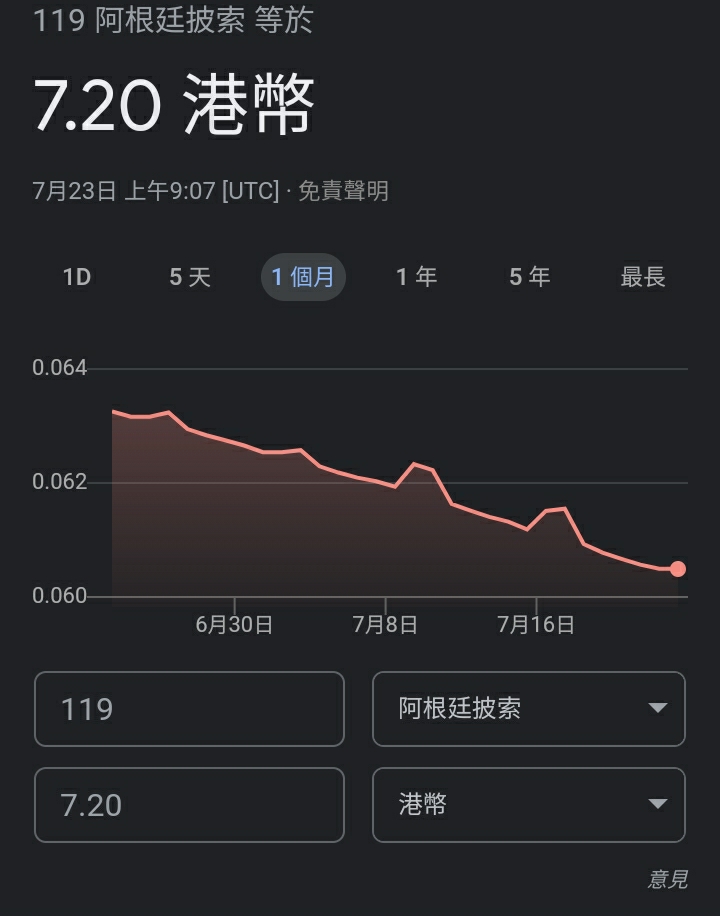 119 阿根廷披索 等於
7.20 港幣
7月23日 上午9:07 [UTC] · 免責聲明
1D 5 天 1 個月 1 年 5 年 最長
0.064
0.062
0.060
6月30日 7月8日 7月16日
119 阿根廷披索
7.20 港幣
意見